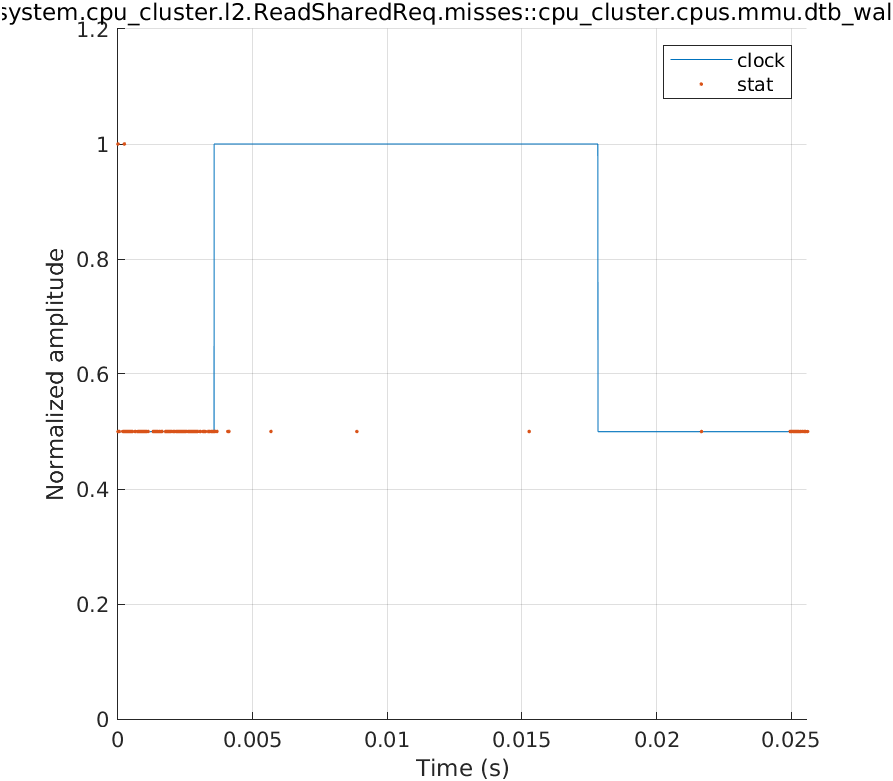 system.cpu_cluster.l2.ReadSharedReq.misses::cpu_cluster.cpus.mmu.dtb_wal
1.2
1
0.8
0.6
0.4
0.2
0
Normalized amplitude
clock
stat
0 0.005 0.01 0.015 0.02 0.025
Time (s)